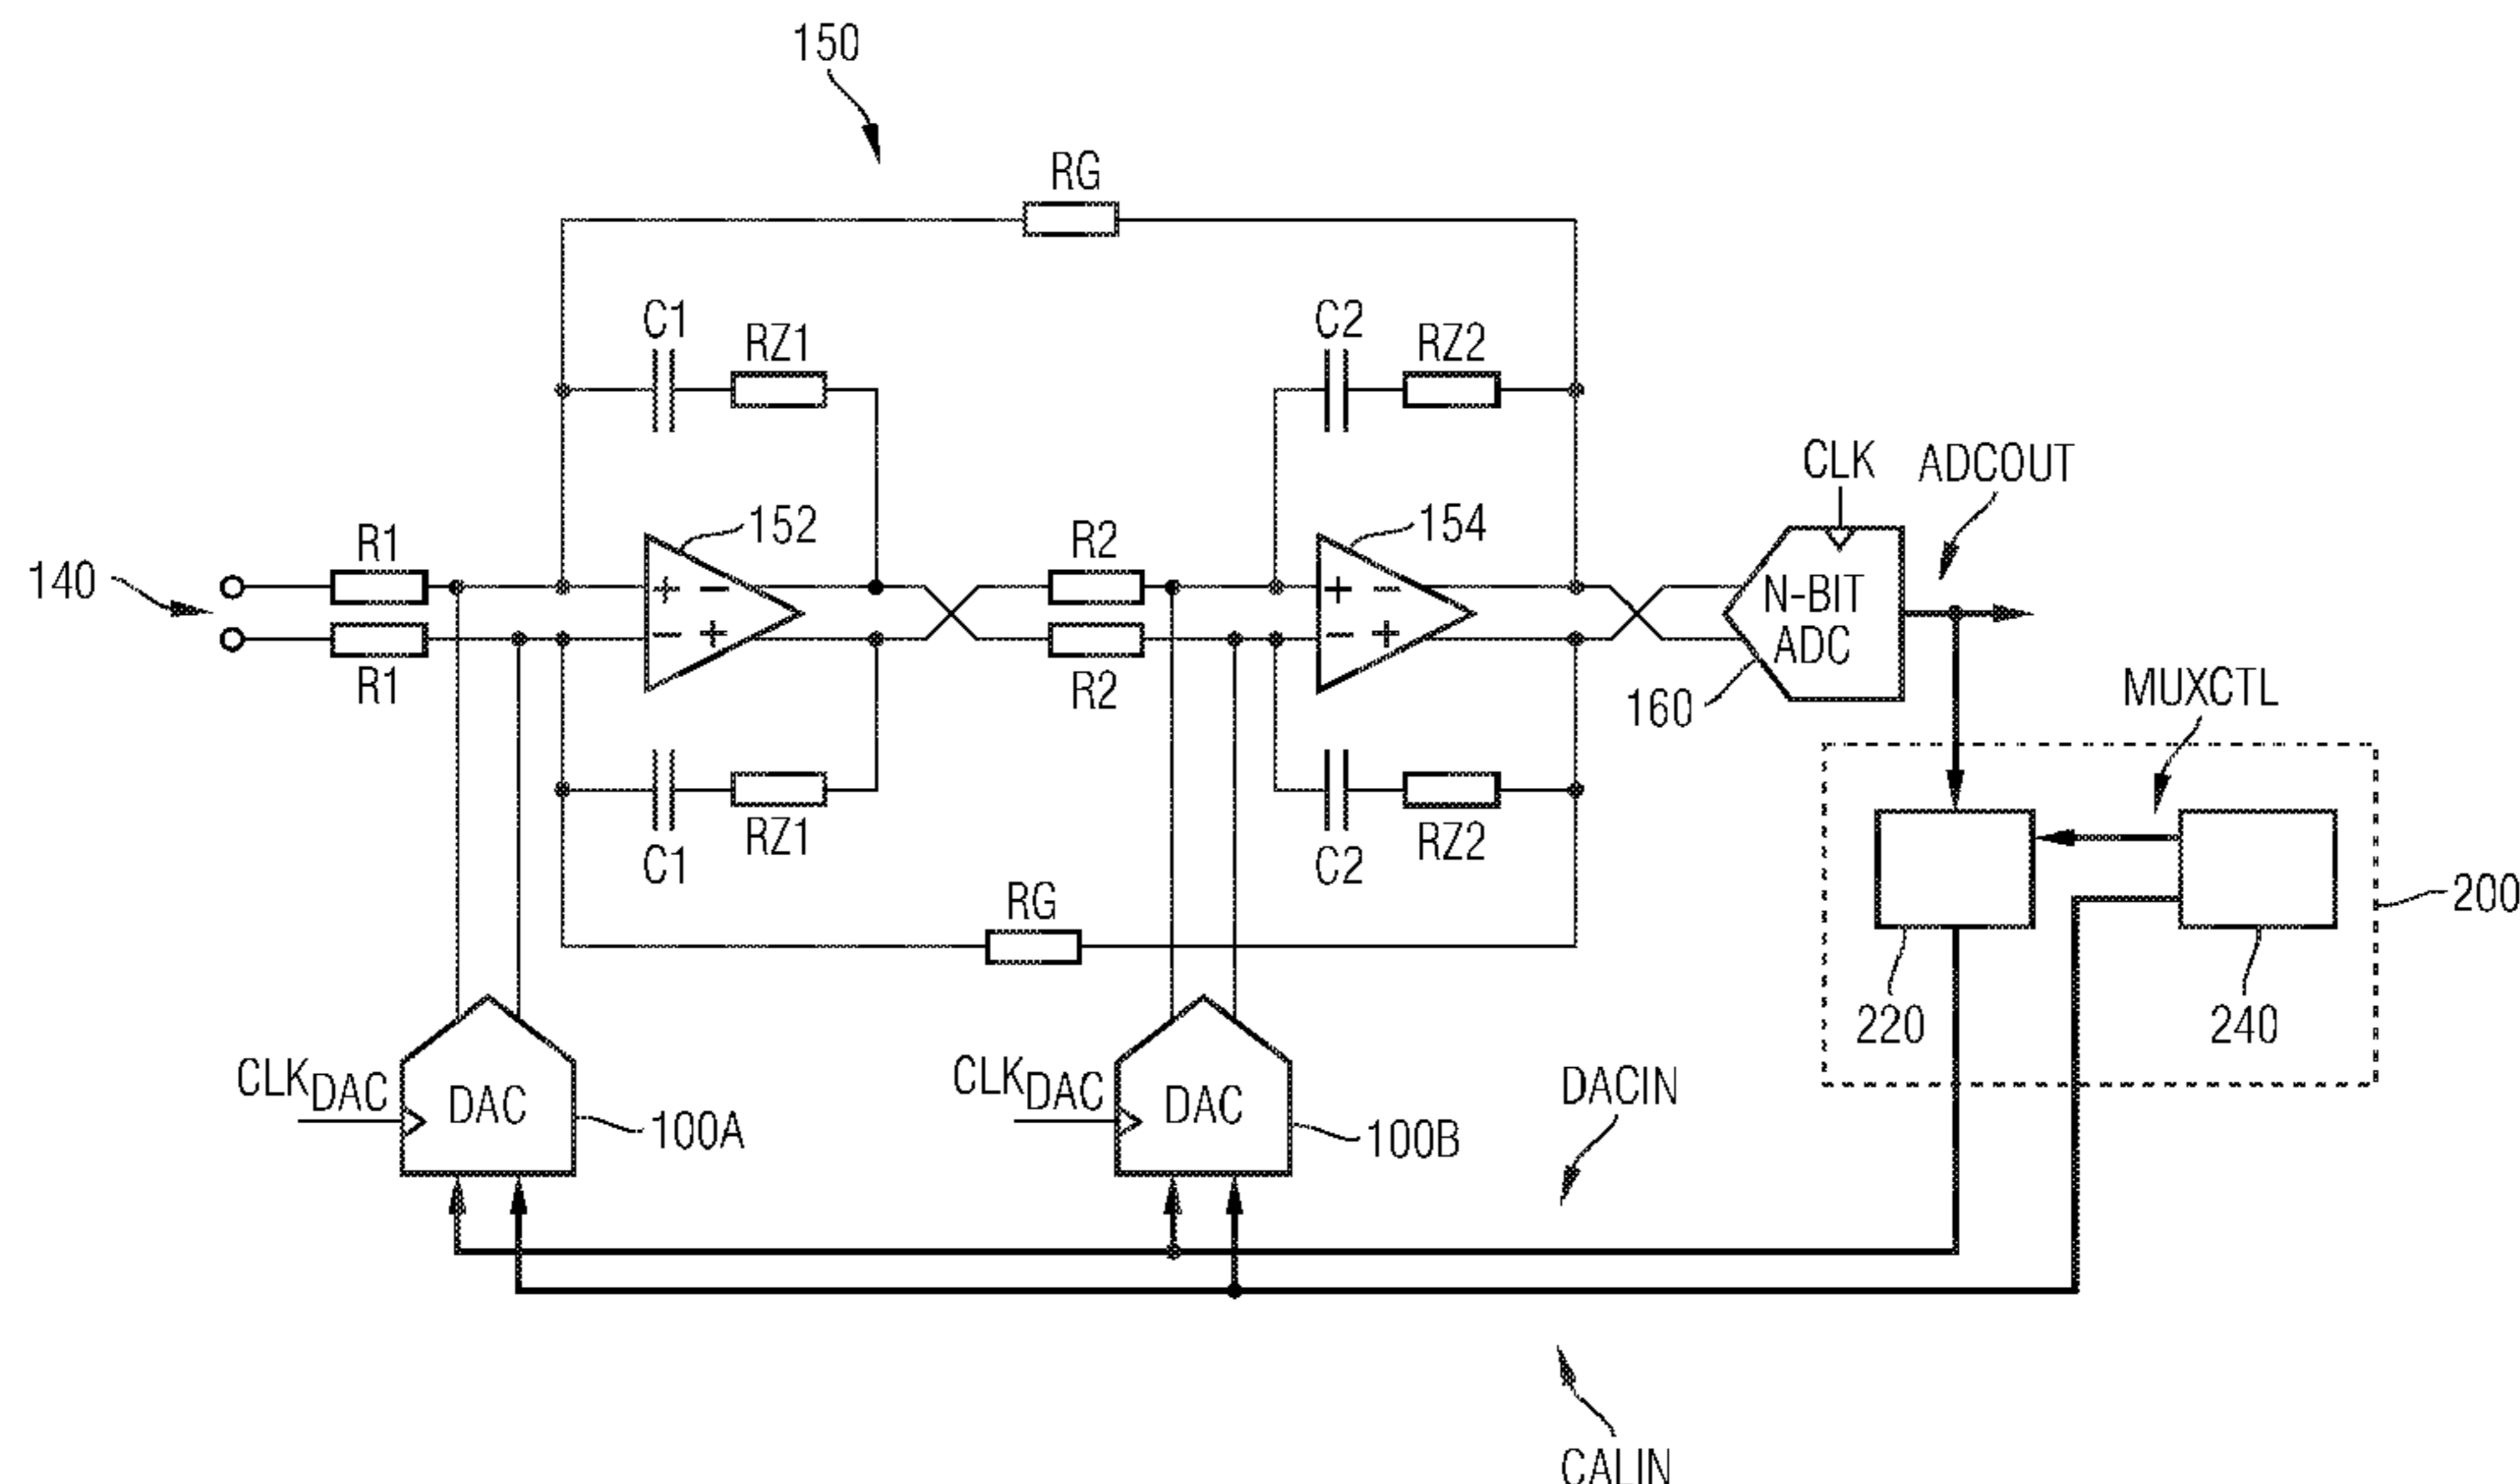 150
RG
C1
RZ1
C2
RZ2
CLK
ADCOUT
140
R1
+ −
152
R2
+ −
154
N-BIT
ADC
R1
− +
R2
− +
160
MUXCTL
C1
RZ1
C2
RZ2
RG
200
220
240
CLKDAC
DAC
100A
CLKDAC
DAC
100B
DACIN
CALIN